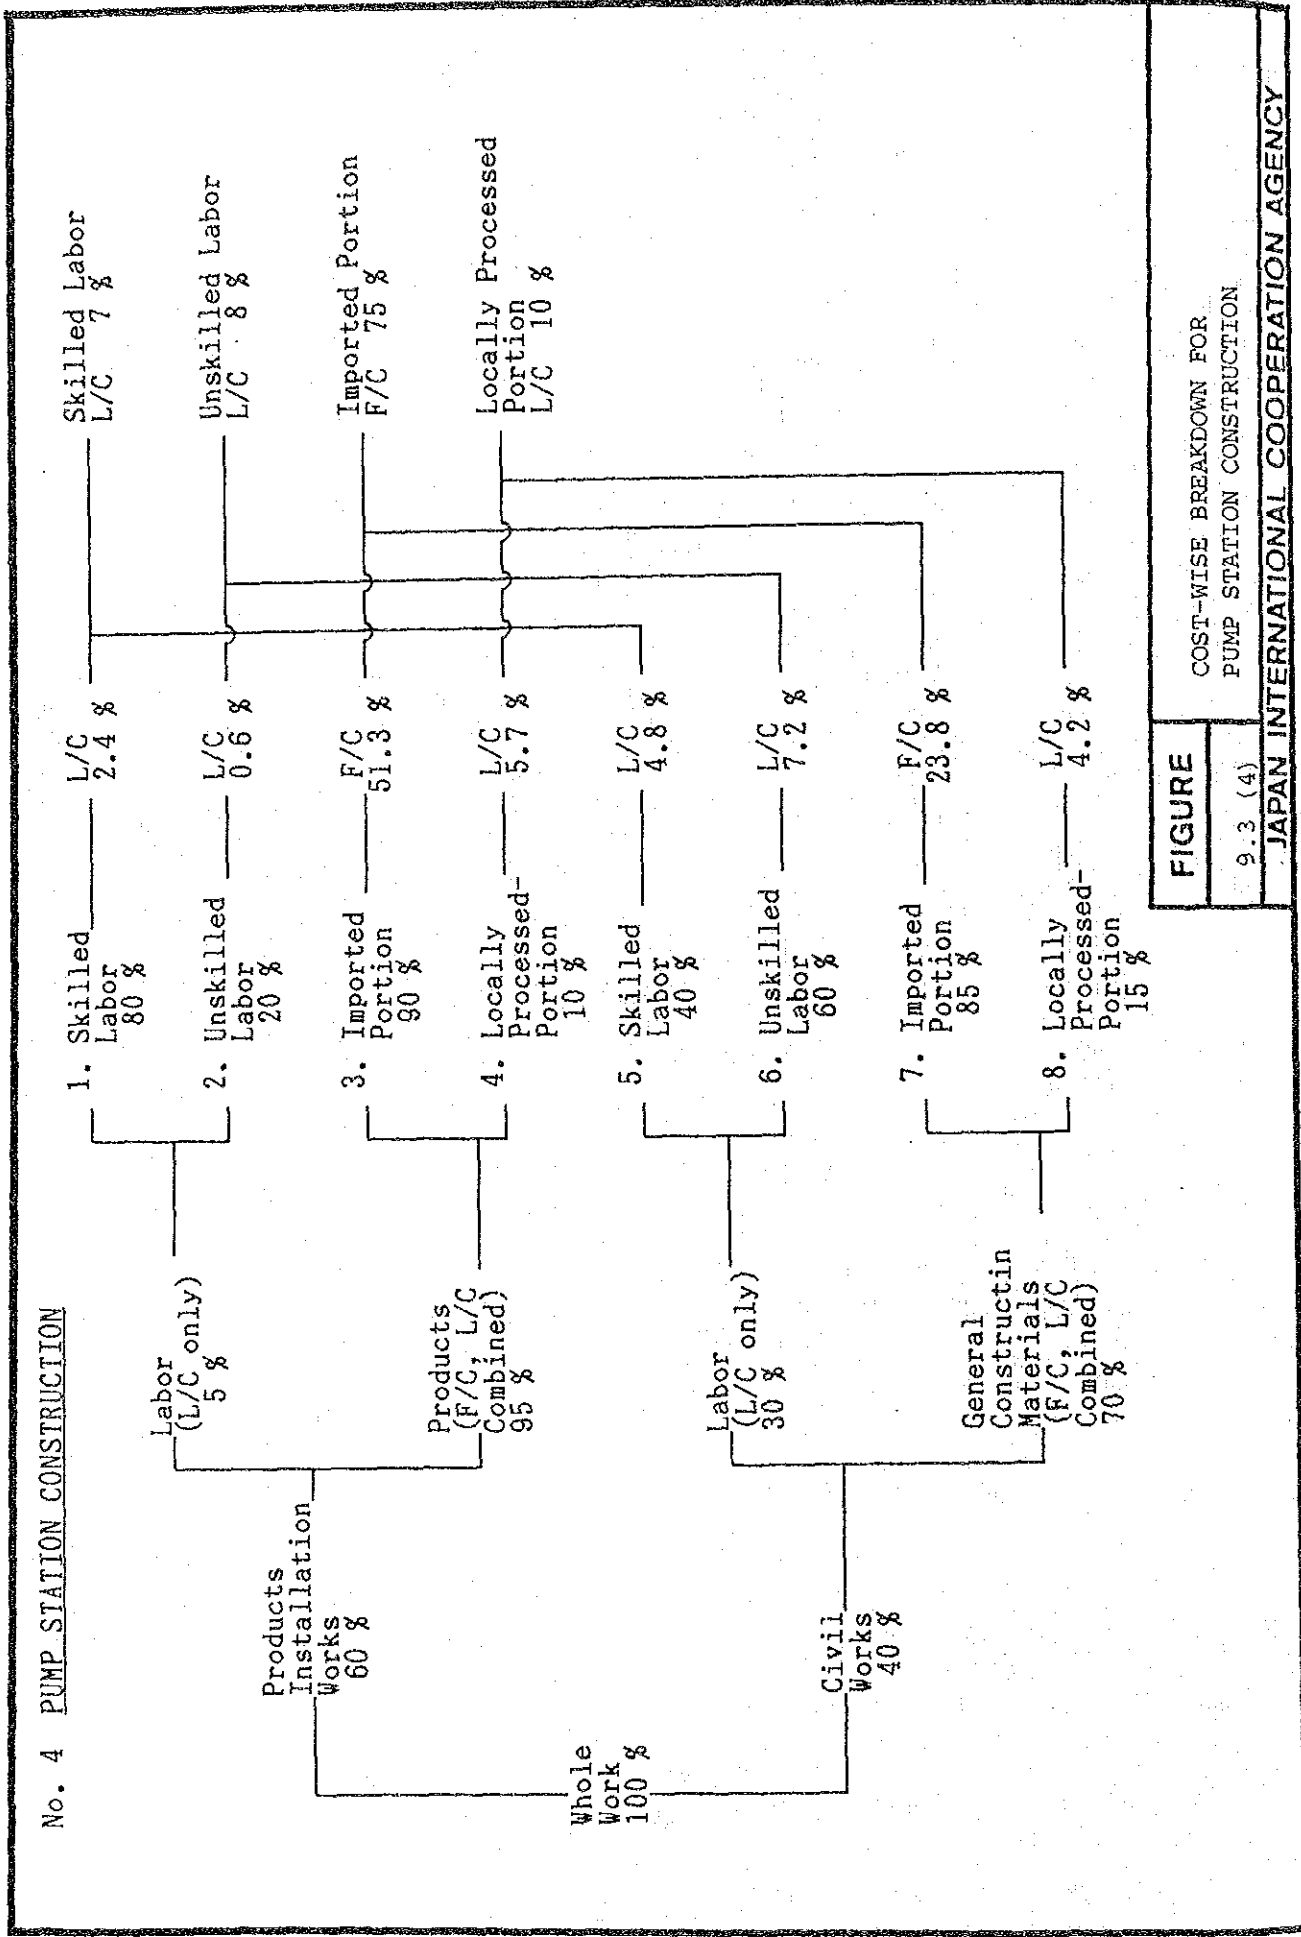 No. 4 PUMP STATION CONSTRUCTION
Whole
Work
100 %
Products
Installation
Works
60 %
Civil
Works
40 %
Labor
(L/C only)
5 %
Products
(F/C, L/C
Combined)
95 %
Labor
(L/C only)
30 %
General
Constructin
Materials
(F/C, L/C
Combined)
70 %
1. Skilled
Labor
80 %
2. Unskilled
Labor
20 %
3. Imported
Portion
90 %
4. Locally
Processed-
Portion
10 %
5. Skilled
Labor
40 %
6. Unskilled
Labor
60 %
7. Imported
Portion
85 %
8. Locally
Processed-
Portion
15 %
L/C
2.4 %
L/C
0.6 %
F/C
51.3 %
L/C
5.7 %
L/C
4.8 %
L/C
7.2 %
F/C
23.8 %
L/C
4.2 %
Skilled Labor
L/C 7 %
Unskilled Labor
L/C 8 %
Imported Portion
F/C 75 %
Locally Processed
Portion
L/C 10 %
FIGURE
9.3 (4)
COST-WISE BREAKDOWN FOR
PUMP STATION CONSTRUCTION
JAPAN INTERNATIONAL COOPERATION AGENCY